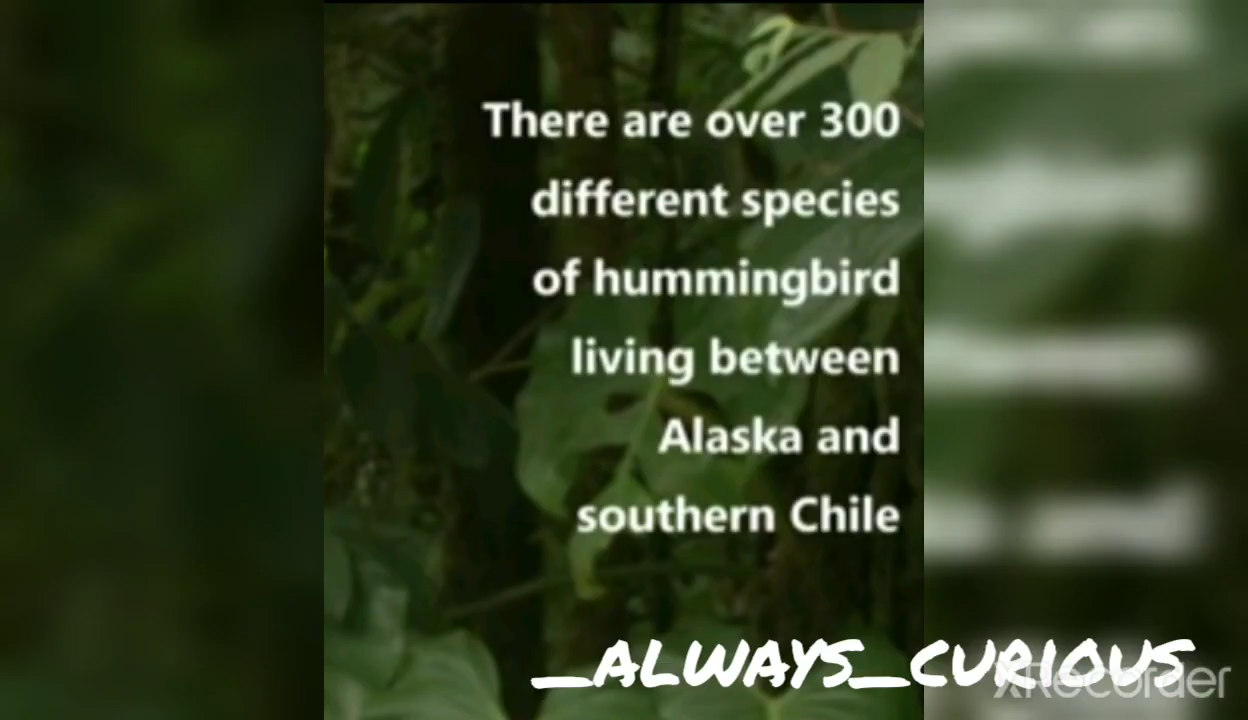 There are over 300
different species
of hummingbird
living between
Alaska and
southern Chile
_ALWAYS_CURIOUS
XRecorder